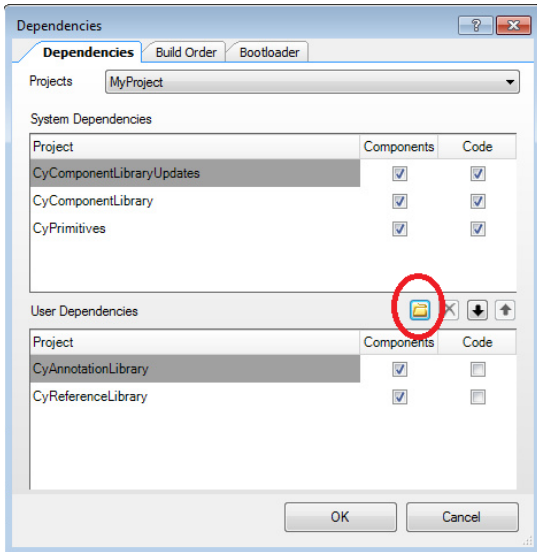 Dependencies
Dependencies Build Order Bootloader
Projects MyProject
System Dependencies
Project Components Code
CyComponentLibraryUpdates
CyComponentLibrary
CyPrimitives
User Dependencies
Project Components Code
CyAnnotationLibrary
CyReferenceLibrary
OK Cancel